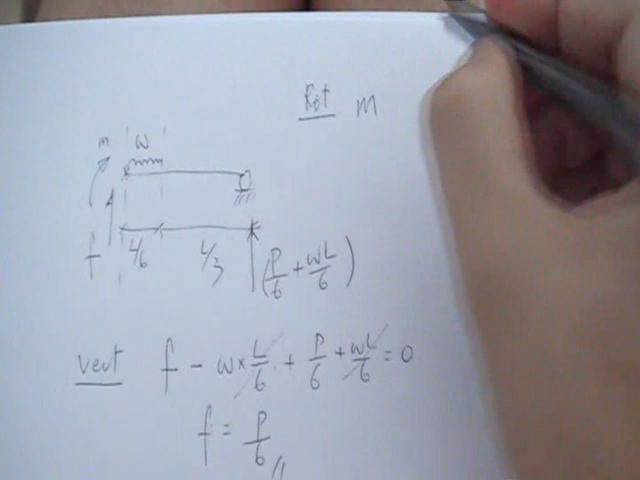 Rot m
m w
f
L/6 L/3 (P/6 + wL/6)
Vert f - w × L/6 + P/6 + wL/6 = 0
f = P/6 //